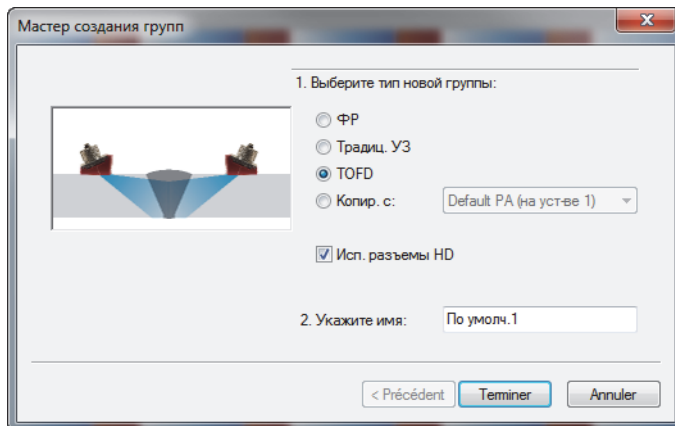 Мастер создания групп
1. Выберите тип новой группы:
ФР
Традиц. УЗ
TOFD
Копир. с:
Default PA (на уст-ве 1)
Исп. разъемы HD
2. Укажите имя:
По умолч.1
< Précédent
Terminer
Annuler